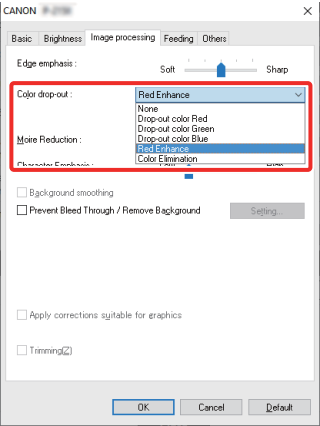 CANON
Basic Brightness Image processing Feeding Others
Edge emphasis :
Soft Sharp
Color drop-out : Red Enhance
None
Drop-out color Red
Drop-out color Green
Drop-out color Blue
Moire Reduction :
Red Enhance
Color Elimination
Character Emphasis :
Background smoothing
Prevent Bleed Through / Remove Background Setting...
Apply corrections suitable for graphics
Trimming(Z)
OK Cancel Default